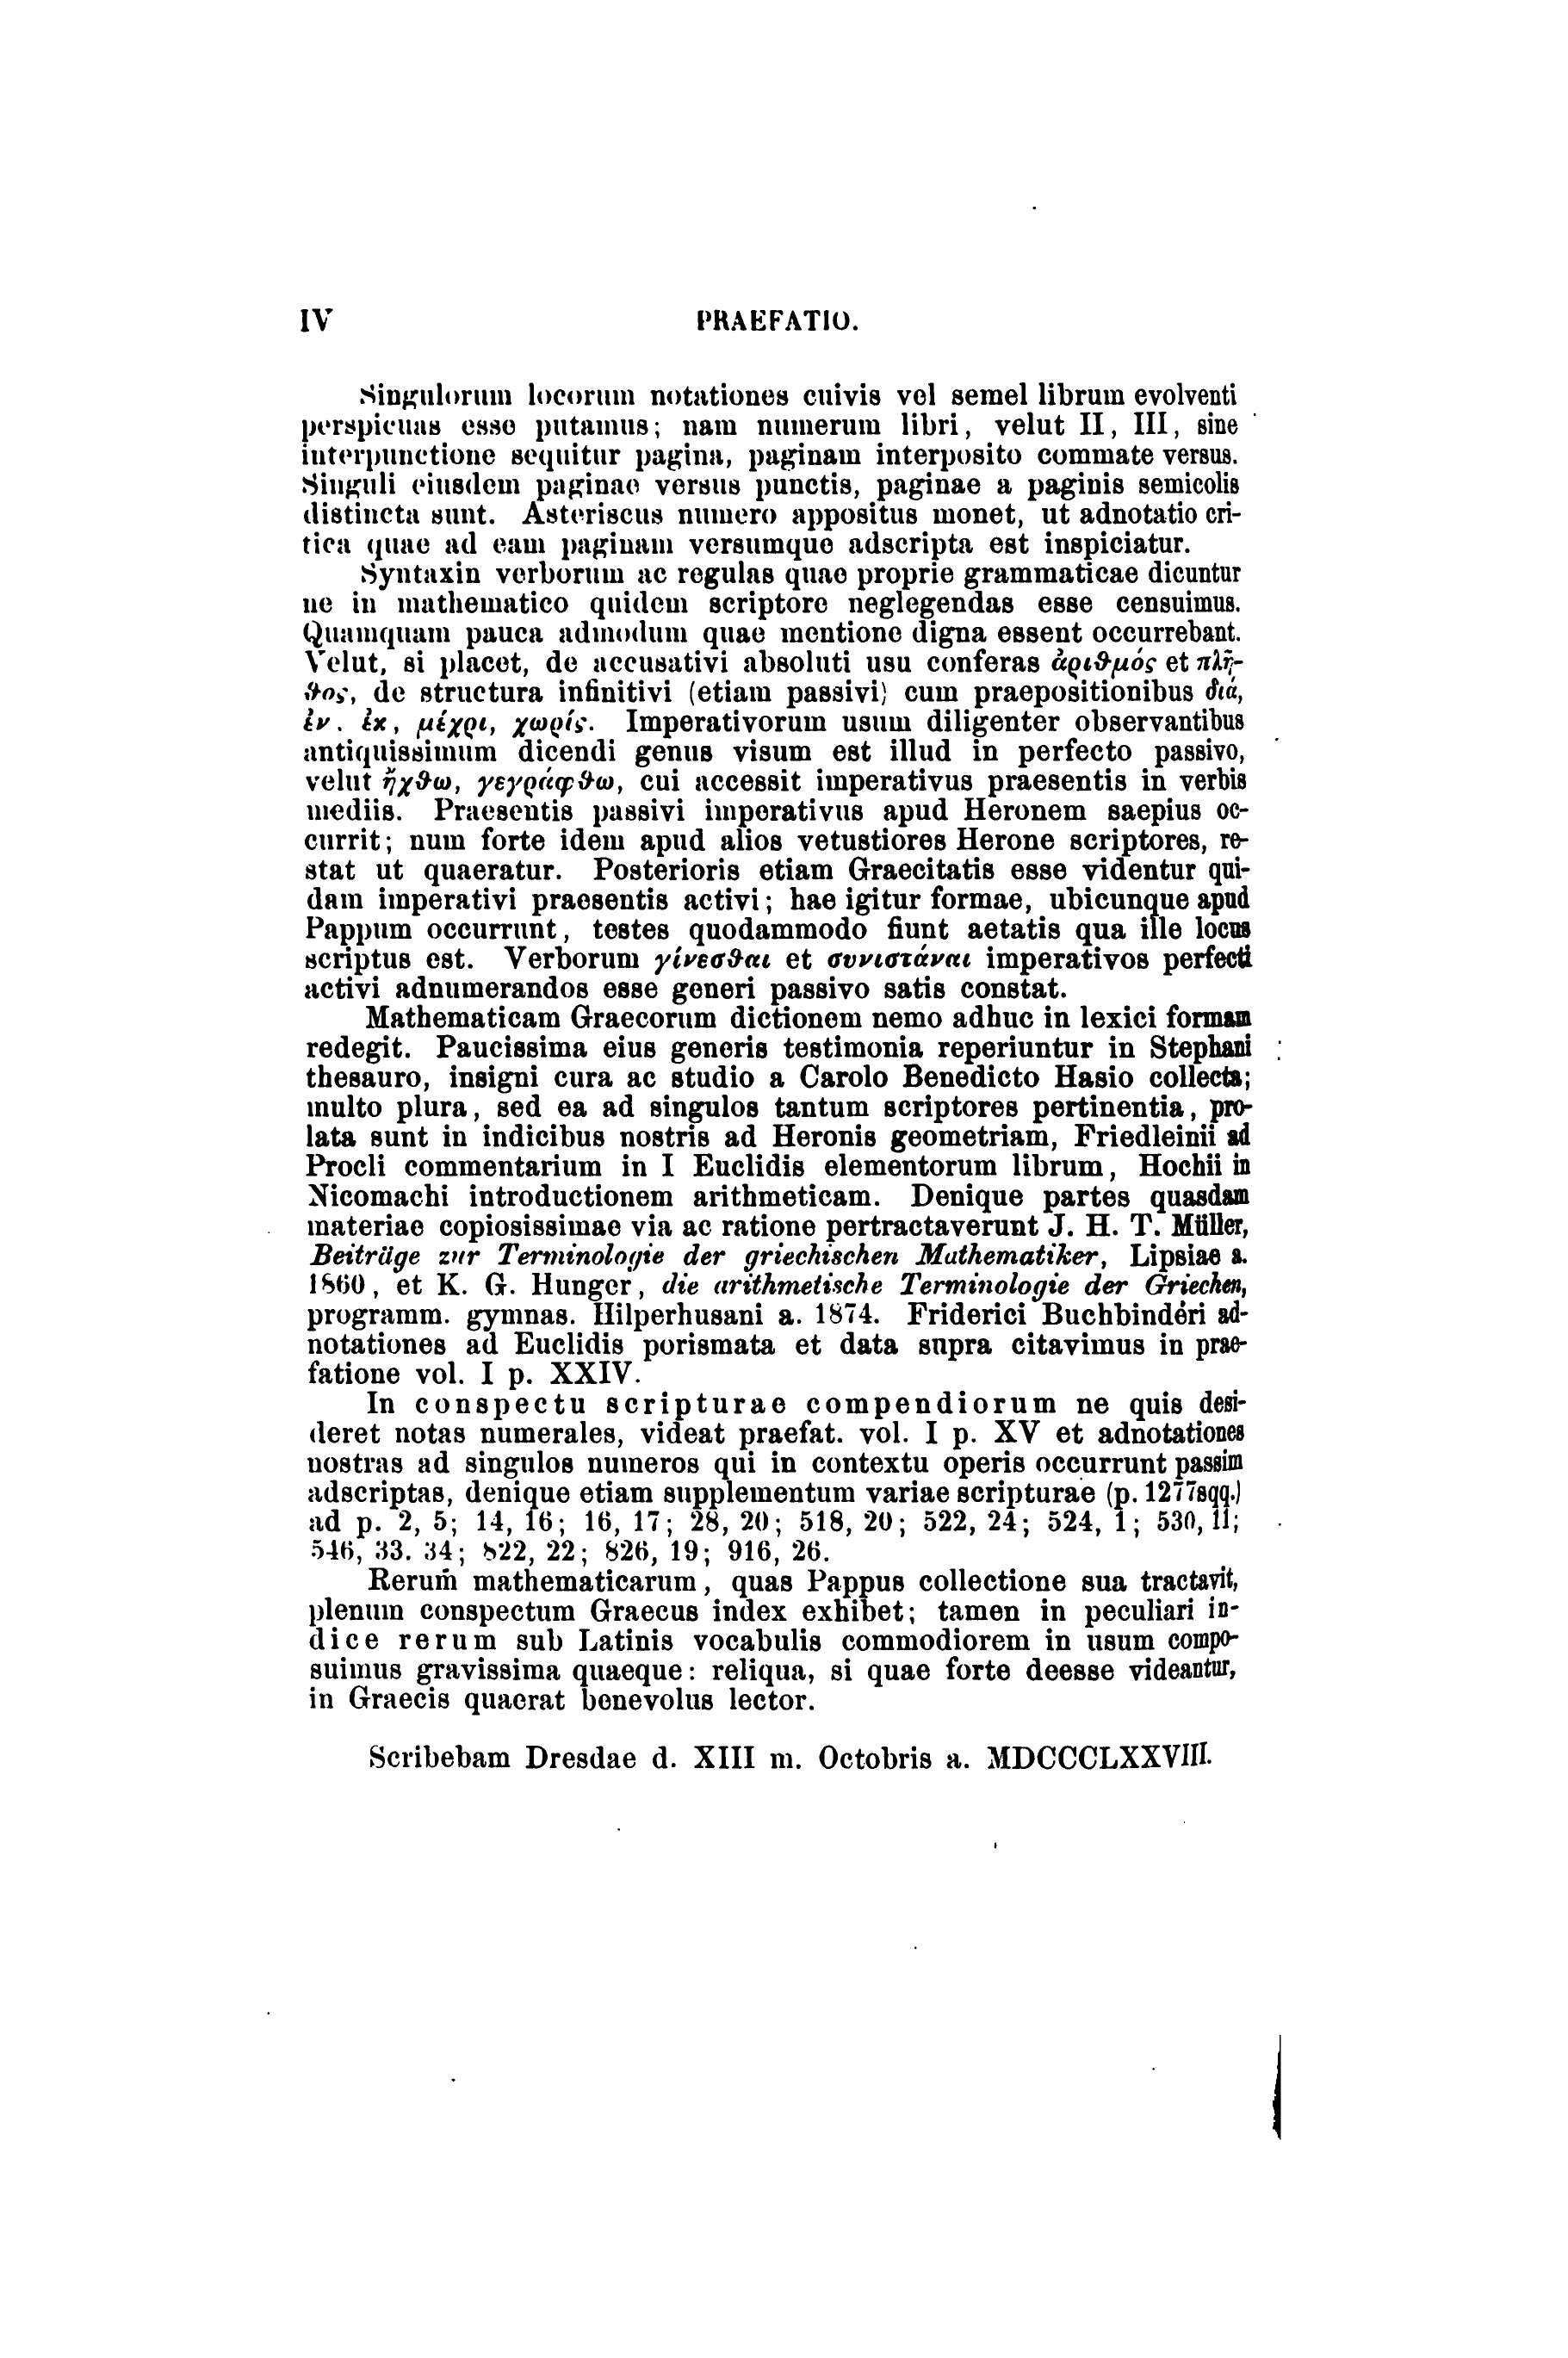 IV PRAEFATIO.
Singulorum locorum notationes cuivis vel semel librum evolventi
perspicuas esse putamus; nam numerum libri, velut II, III, sine
interpunctione sequitur pagina, paginam interposito commate versus.
Singuli eiusdem paginae versus punctis, paginae a paginis semicolis
distincta sunt. Asteriscus numero appositus monet, ut adnotatio cri-
tica quae ad eam paginam versumque adscripta est inspiciatur.
Syntaxin verborum ac regulas quae proprie grammaticae dicuntur
ne in mathematico quidem scriptore neglegendas esse censuimus.
Quamquam pauca admodum quae mentione digna essent occurrebant.
Velut, si placet, de accusativi absoluti usu conferas ἀριϑμός et πλῆ-
ϑος, de structura infinitivi (etiam passivi) cum praepositionibus διά,
ἐν. ἐκ, μέχρι, χωρίς. Imperativorum usum diligenter observantibus
antiquissimum dicendi genus visum est illud in perfecto passivo,
velut ἤχϑω, γεγράφϑω, cui accessit imperativus praesentis in verbis
mediis. Praesentis passivi imperativus apud Heronem saepius oc-
currit; num forte idem apud alios vetustiores Herone scriptores, re-
stat ut quaeratur. Posterioris etiam Graecitatis esse videntur qui-
dam imperativi praesentis activi; hae igitur formae, ubicunque apud
Pappum occurrunt, testes quodammodo fiunt aetatis qua ille locus
scriptus est. Verborum γίνεσϑαι et συνιστάναι imperativos perfecti
activi adnumerandos esse generi passivo satis constat.
Mathematicam Graecorum dictionem nemo adhuc in lexici formam
redegit. Paucissima eius generis testimonia reperiuntur in Stephani
thesauro, insigni cura ac studio a Carolo Benedicto Hasio collecta;
multo plura, sed ea ad singulos tantum scriptores pertinentia, pro-
lata sunt in indicibus nostris ad Heronis geometriam, Friedleinii ad
Procli commentarium in I Euclidis elementorum librum, Hochii in
Nicomachi introductionem arithmeticam. Denique partes quasdam
materiae copiosissimae via ac ratione pertractaverunt J. H. T. Müller,
Beiträge zur Terminologie der griechischen Mathematiker, Lipsiae a.
1860, et K. G. Hunger, die arithmetische Terminologie der Griechen,
programm. gymnas. Hilperhusani a. 1874. Friderici Buchbinderi ad-
notationes ad Euclidis porismata et data supra citavimus in prae-
fatione vol. I p. XXIV.
In conspectu scripturae compendiorum ne quis desi-
deret notas numerales, videat praefat. vol. I p. XV et adnotationes
nostras ad singulos numeros qui in contextu operis occurrunt passim
adscriptas, denique etiam supplementum variae scripturae (p. 1277sqq.)
ad p. 2, 5; 14, 16; 16, 17; 28, 20; 518, 20; 522, 24; 524, 1; 530, 11;
546, 33. 34; 822, 22; 826, 19; 916, 26.
Rerum mathematicarum, quas Pappus collectione sua tractavit,
plenum conspectum Graecus index exhibet; tamen in peculiari in-
dice rerum sub Latinis vocabulis commodiorem in usum compo-
suimus gravissima quaeque: reliqua, si quae forte deesse videantur,
in Graecis quaerat benevolus lector.
Scribebam Dresdae d. XIII m. Octobris a. MDCCCLXXVIII.